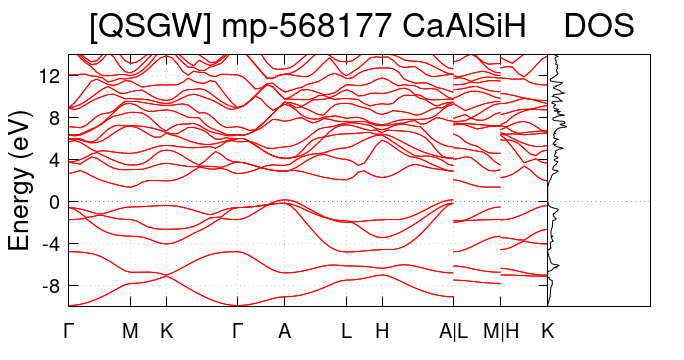 [QSGW] mp-568177 CaAlSiH DOS
Energy (eV)
12
8
4
0
-4
-8
Γ M K Γ A L H A|L M|H K